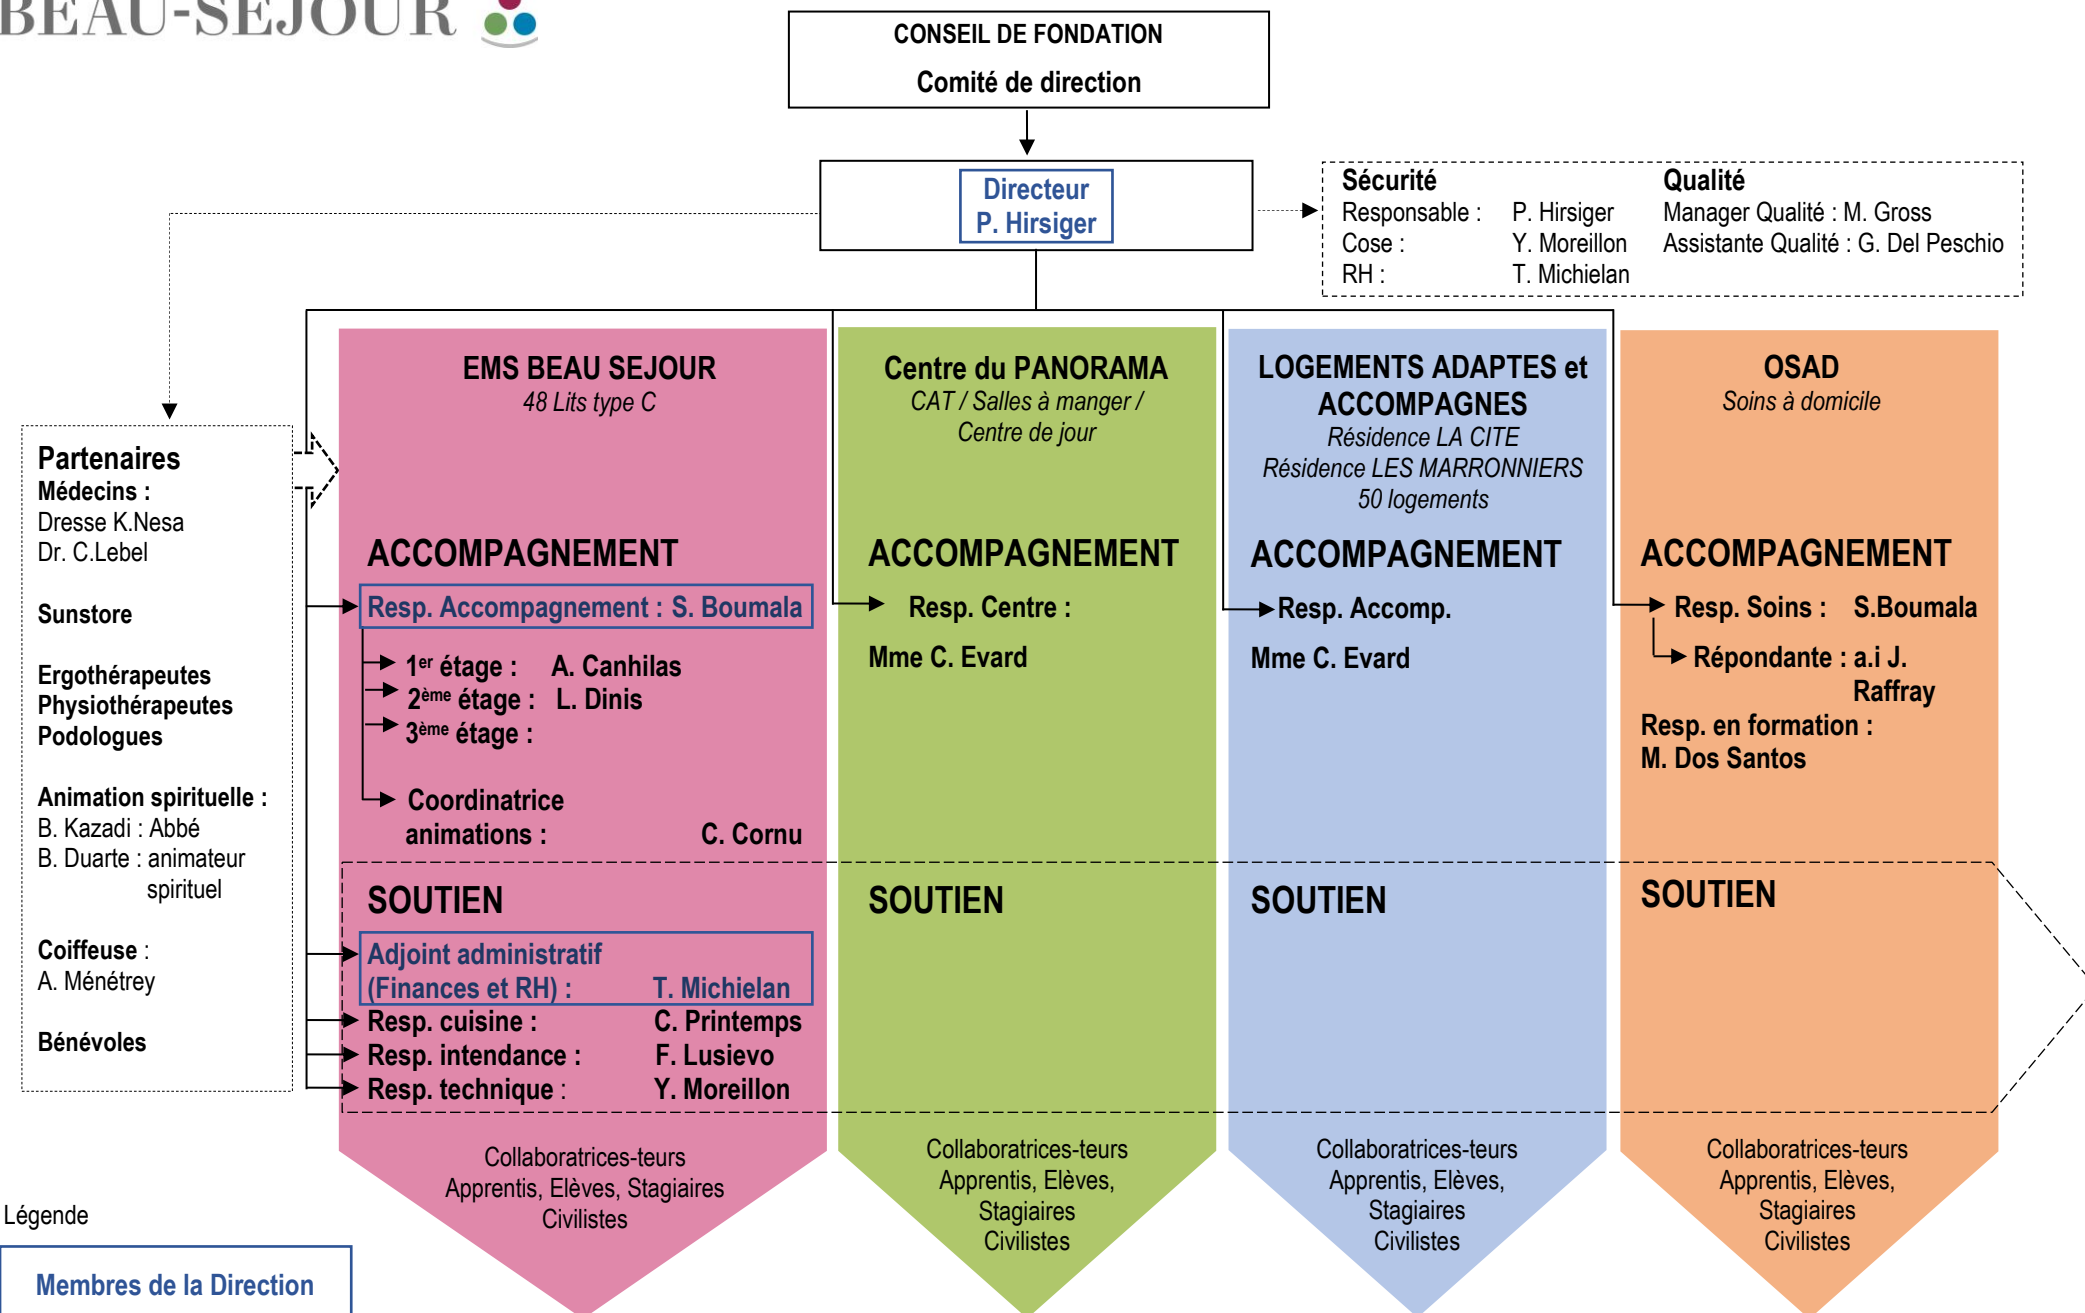 BEAU-SEJOUR
CONSEIL DE FONDATION
Comité de direction
Directeur
P. Hirsiger
Sécurité
Responsable : P. Hirsiger
Cose : Y. Moreillon
RH : T. Michielan
Qualité
Manager Qualité : M. Gross
Assistante Qualité : G. Del Peschio
Partenaires
Médecins :
Dresse K.Nesa
Dr. C.Lebel
Sunstore
Ergothérapeutes
Physiothérapeutes
Podologues
Animation spirituelle :
B. Kazadi : Abbé
B. Duarte : animateur
spirituel
Coiffeuse :
A. Ménétrey
Bénévoles
EMS BEAU SEJOUR
48 Lits type C
ACCOMPAGNEMENT
Resp. Accompagnement : S. Boumala
1er étage : A. Canhilas
2ème étage : L. Dinis
3ème étage :
Coordinatrice
animations : C. Cornu
SOUTIEN
Adjoint administratif
(Finances et RH) : T. Michielan
Resp. cuisine : C. Printemps
Resp. intendance : F. Lusievo
Resp. technique : Y. Moreillon
Collaboratrices-teurs
Apprentis, Elèves, Stagiaires
Civilistes
Centre du PANORAMA
CAT / Salles à manger /
Centre de jour
ACCOMPAGNEMENT
Resp. Centre :
Mme C. Evard
SOUTIEN
Collaboratrices-teurs
Apprentis, Elèves,
Stagiaires
Civilistes
LOGEMENTS ADAPTES et
ACCOMPAGNES
Résidence LA CITE
Résidence LES MARRONNIERS
50 logements
ACCOMPAGNEMENT
Resp. Accomp.
Mme C. Evard
SOUTIEN
Collaboratrices-teurs
Apprentis, Elèves,
Stagiaires
Civilistes
OSAD
Soins à domicile
ACCOMPAGNEMENT
Resp. Soins : S.Boumala
Répondante : a.i J.
Raffray
Resp. en formation :
M. Dos Santos
SOUTIEN
Collaboratrices-teurs
Apprentis, Elèves,
Stagiaires
Civilistes
Légende
Membres de la Direction